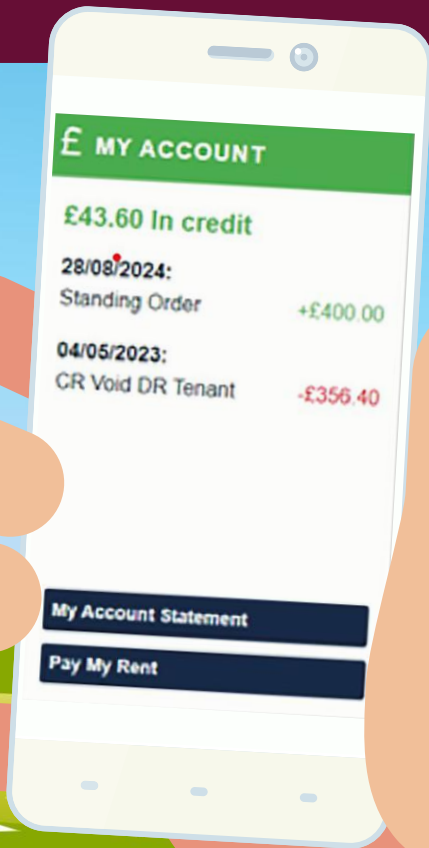 £ MY ACCOUNT
£43.60 In credit
28/08/2024:
Standing Order +£400.00
04/05/2023:
CR Void DR Tenant -£356.40
My Account Statement
Pay My Rent